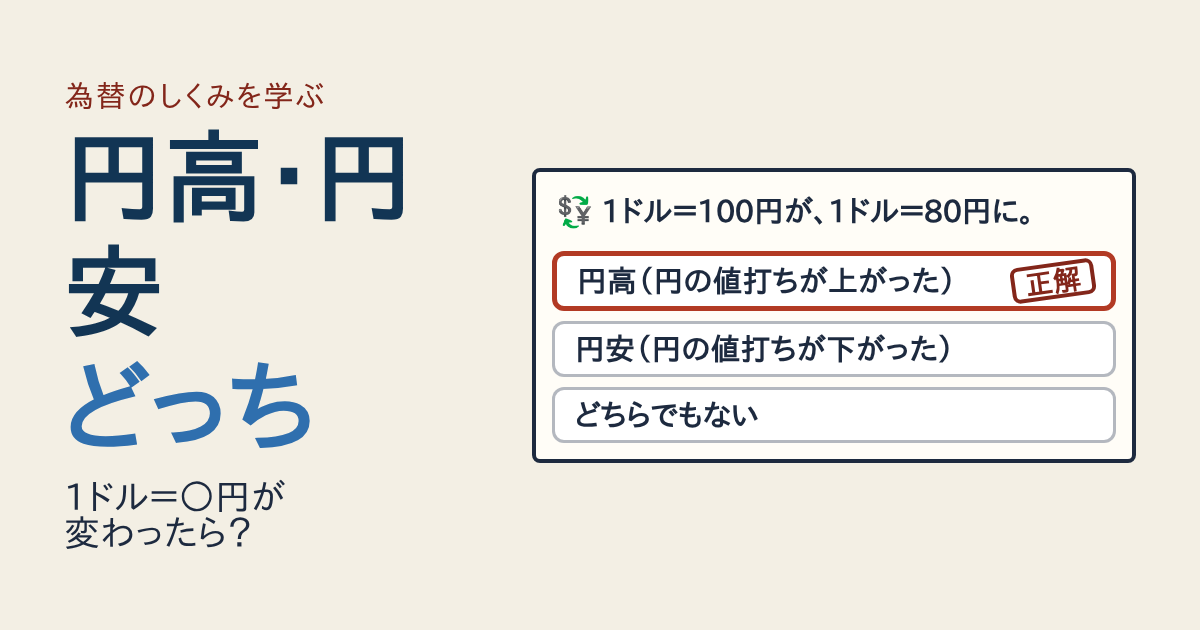 為替のしくみを学ぶ
円高・円
安
どっち
1ドル＝〇円が
変わったら？
$¥ 1ドル＝100円が、1ドル＝80円に。
円高（円の値打ちが上がった） 正解
円安（円の値打ちが下がった）
どちらでもない